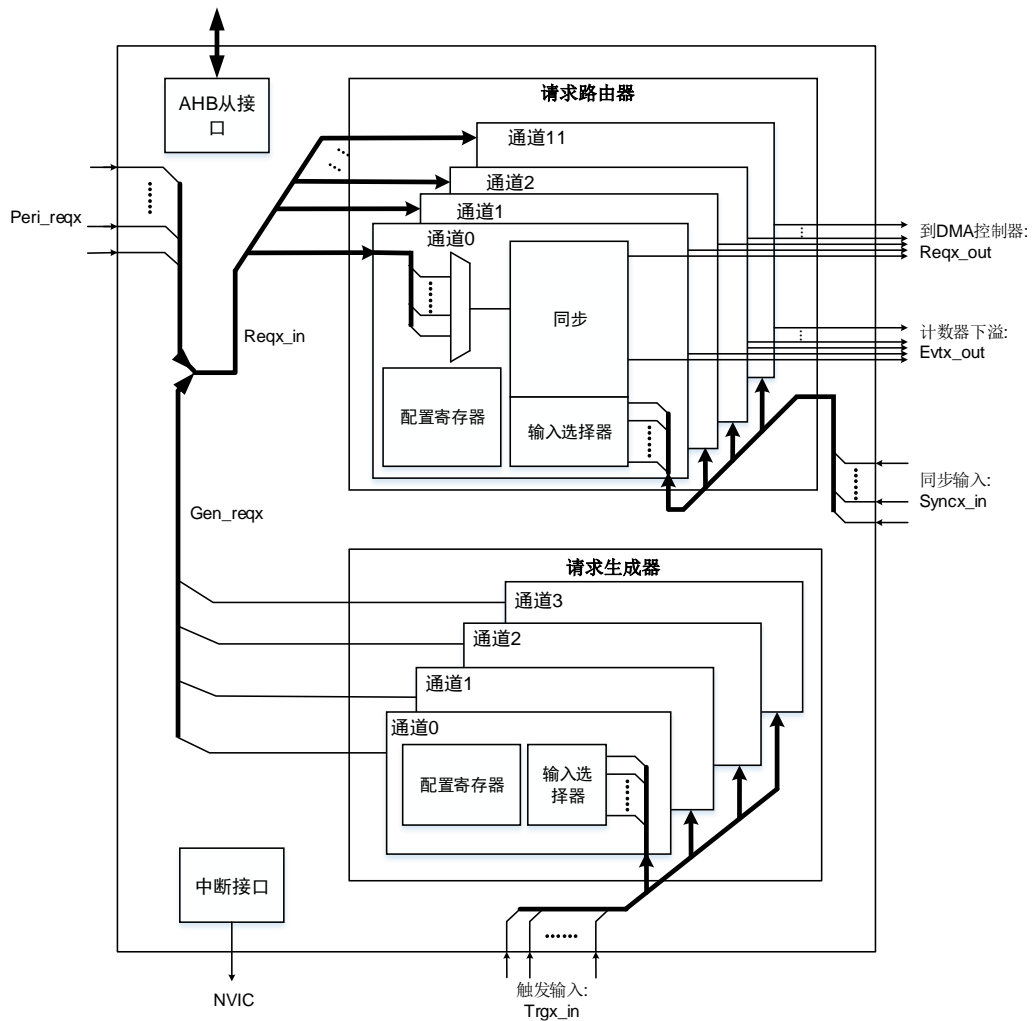 AHB从接
口
请求路由器
通道11
通道2
通道1
通道0
Peri_reqx
到DMA控制器:
Reqx_out
同步
Reqx_in
计数器下溢:
Evtx_out
配置寄存器
输入选择器
同步输入:
Syncx_in
Gen_reqx
请求生成器
通道3
通道2
通道1
通道0
配置寄存器
输入选
择器
中断接口
NVIC
触发输入:
Trgx_in